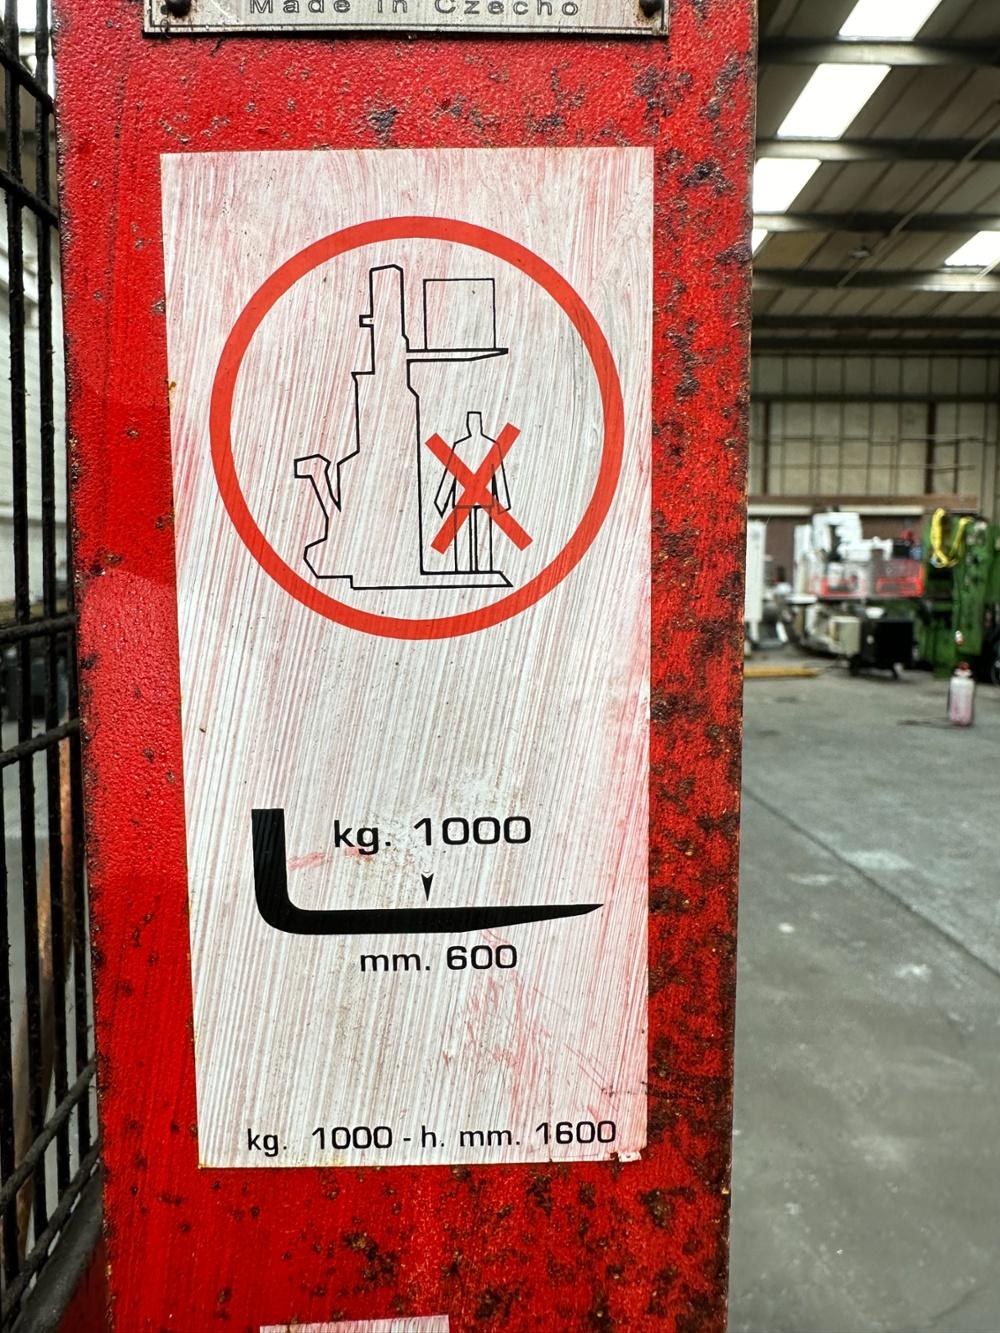 Made in Czecho
kg. 1000
mm. 600
kg. 1000 - h. mm. 1600